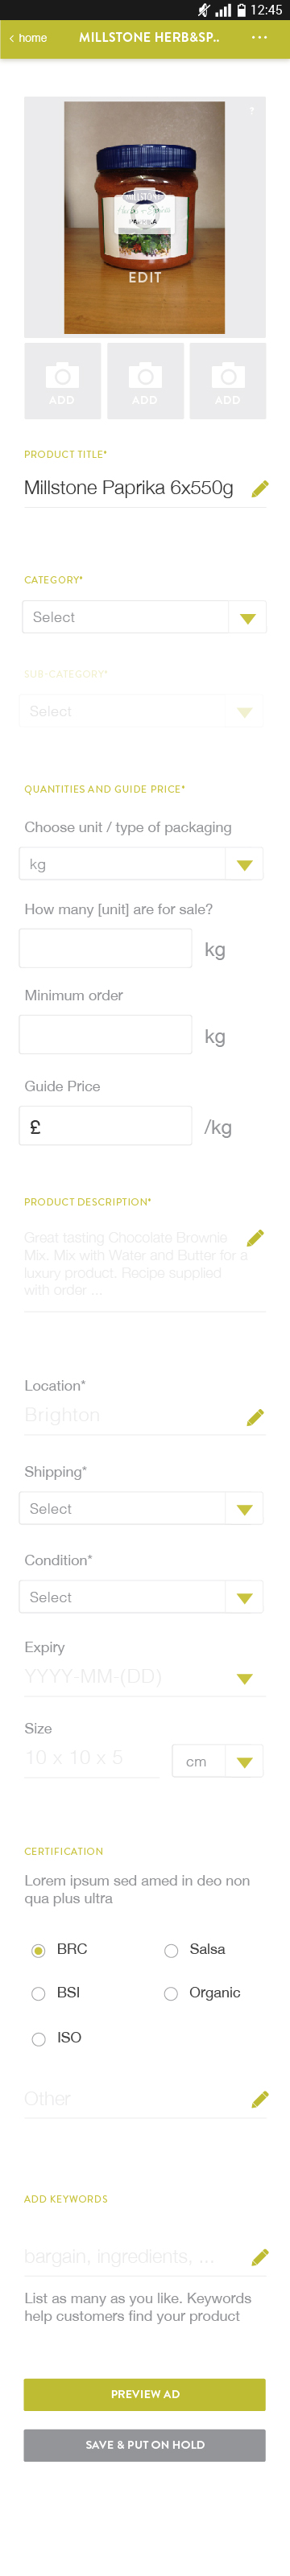 12:45
‹ home
MILLSTONE HERB&SP..
MILLSTONE
PAPRIKA
EDIT
ADD ADD ADD
PRODUCT TITLE*
Millstone Paprika 6x550g
CATEGORY*
Select
SUB-CATEGORY*
Select
QUANTITIES AND GUIDE PRICE*
Choose unit / type of packaging
kg
How many [unit] are for sale?
kg
Minimum order
kg
Guide Price
£ /kg
PRODUCT DESCRIPTION*
Great tasting Chocolate Brownie
Mix. Mix with Water and Butter for a
luxury product. Recipe supplied
with order ...
Location*
Brighton
Shipping*
Select
Condition*
Select
Expiry
YYYY-MM-(DD)
Size
10 x 10 x 5 cm
CERTIFICATION
Lorem ipsum sed amed in deo non
qua plus ultra
BRC Salsa
BSI Organic
ISO
Other
ADD KEYWORDS
bargain, ingredients, ...
List as many as you like. Keywords
help customers find your product
PREVIEW AD
SAVE & PUT ON HOLD